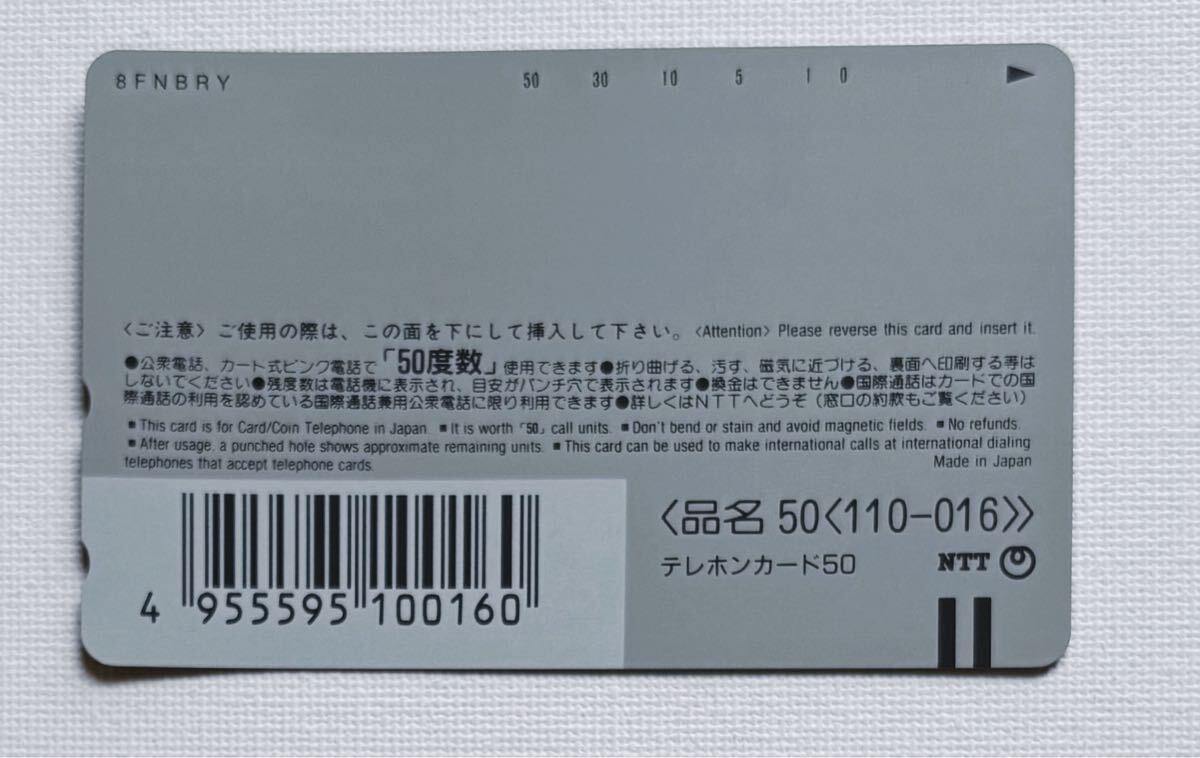 8FNBRY 50 30 10 5 1 0 ▶
〈ご注意〉ご使用の際は、この面を下にして挿入して下さい。〈Attention〉Please reverse this card and insert it.
●公衆電話、カード式ピンク電話で「50度数」使用できます●折り曲げる、汚す、磁気に近づける、裏面へ印刷する等は
しないでください●残度数は電話機に表示され、目安がパンチ穴で表示されます●換金はできません●国際通話はカードでの国
際通話の利用を認めている国際通話兼用公衆電話に限り利用できます●詳しくはNTTへどうぞ（窓口の約款もご覧ください）
■This card is for Card/Coin Telephone in Japan. ■It is worth「50」call units. ■Don't bend or stain and avoid magnetic fields. ■No refunds.
■After usage, a punched hole shows approximate remaining units. ■This card can be used to make international calls at international dialing
telephones that accept telephone cards.
Made in Japan
〈品名 50〈110-016〉〉
テレホンカード50
NTT
4 955595 100160